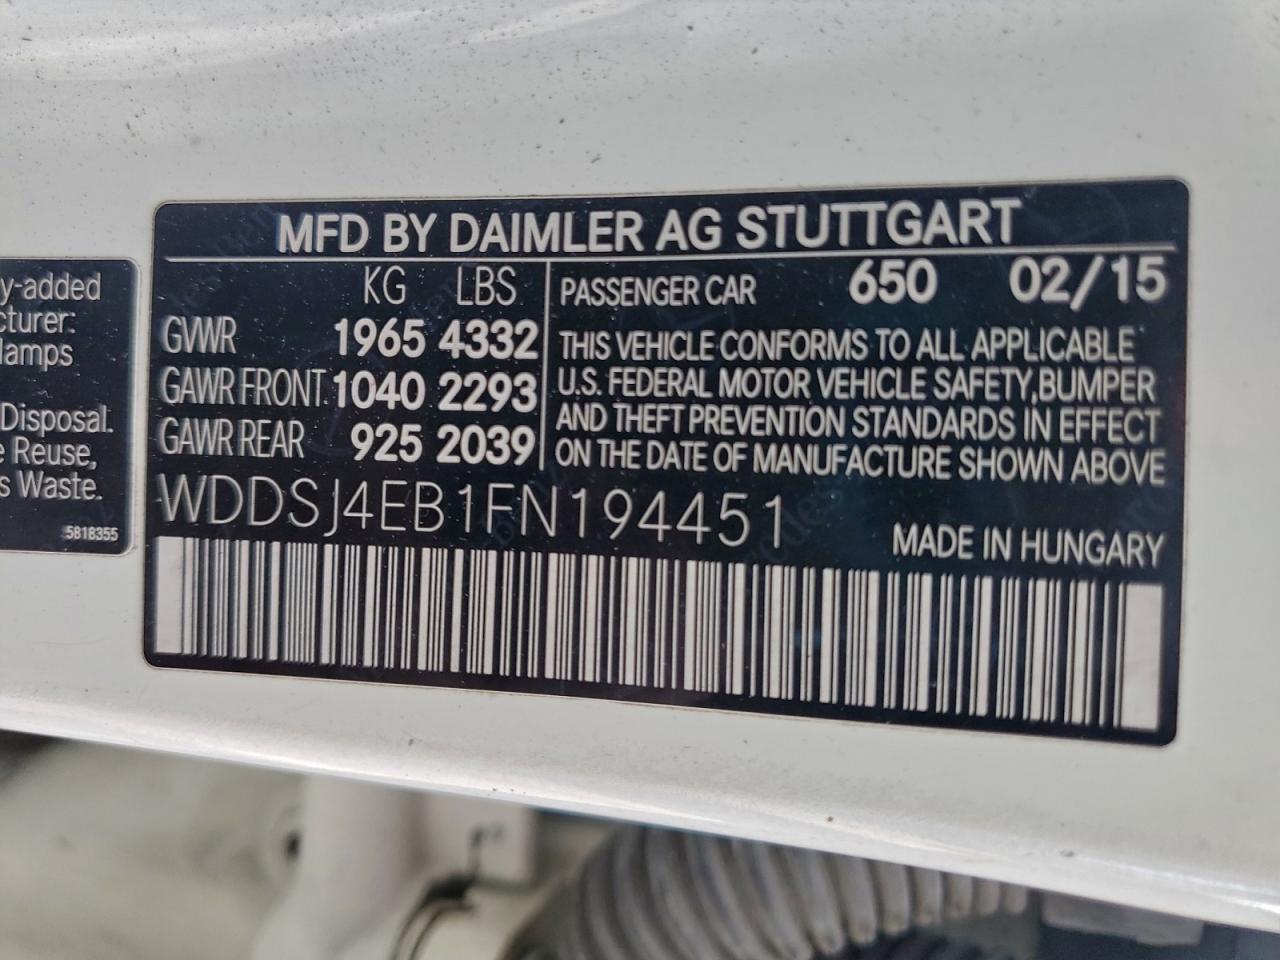 y-added
cturer:
lamps
Disposal.
e Reuse,
s Waste.
5818355
MFD BY DAIMLER AG STUTTGART
KG LBS
GVWR 1965 4332
GAWR FRONT 1040 2293
GAWR REAR 925 2039
PASSENGER CAR 650 02/15
THIS VEHICLE CONFORMS TO ALL APPLICABLE
U.S. FEDERAL MOTOR VEHICLE SAFETY, BUMPER
AND THEFT PREVENTION STANDARDS IN EFFECT
ON THE DATE OF MANUFACTURE SHOWN ABOVE
WDDSJ4EB1FN194451
MADE IN HUNGARY